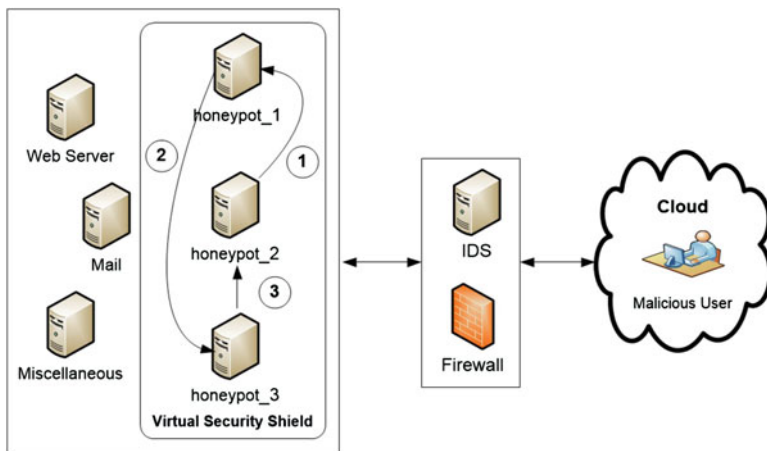 honeypot_1
Web Server
2
1
honeypot_2
Mail
3
Miscellaneous
honeypot_3
Virtual Security Shield
IDS
Firewall
Cloud
Malicious User